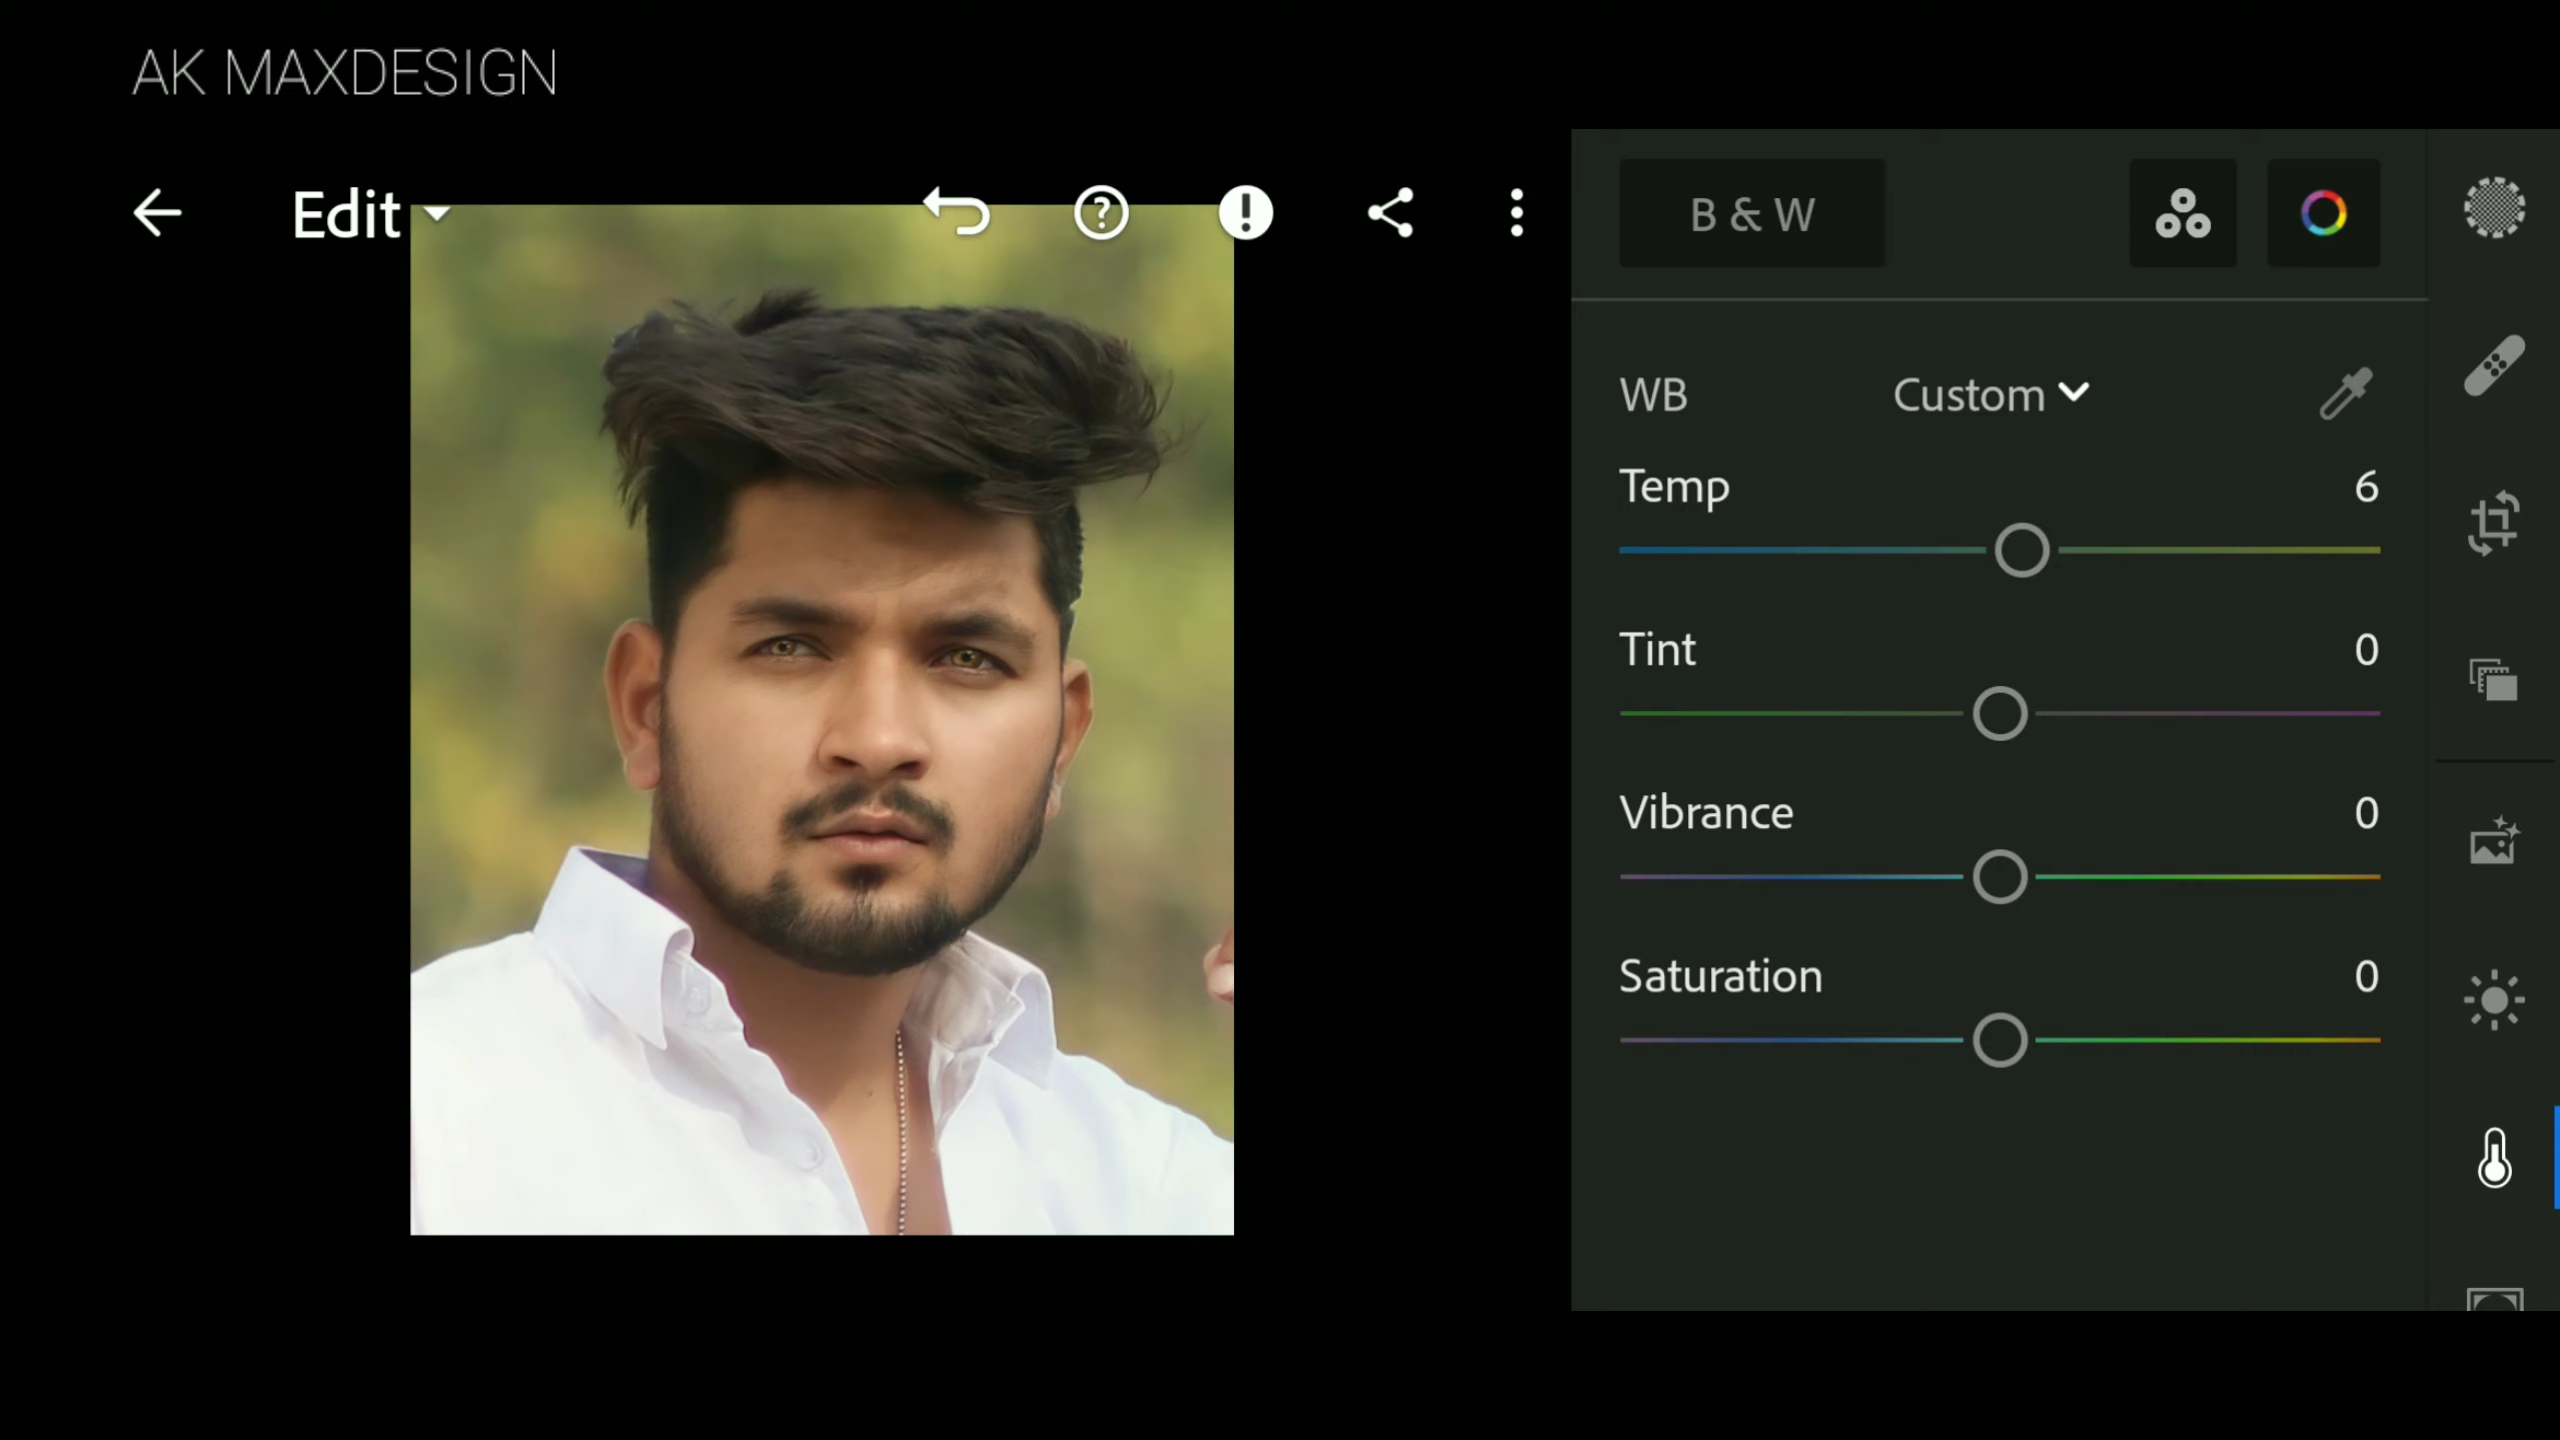 AK MAXDESIGN
Edit
B & W
WB Custom
Temp 6
Tint 0
Vibrance 0
Saturation 0